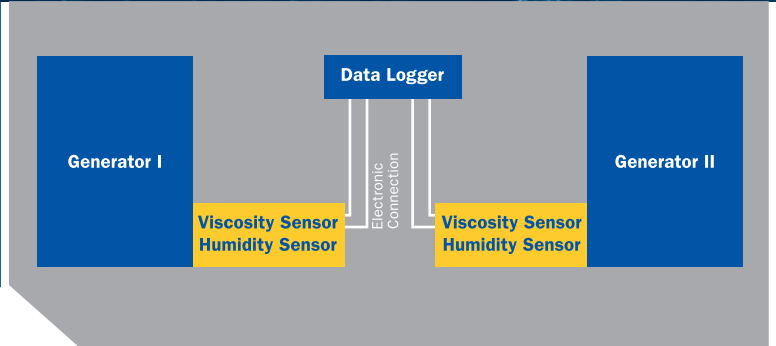 Data Logger
Generator I
Generator II
Electronic
Connection
Viscosity Sensor
Humidity Sensor
Viscosity Sensor
Humidity Sensor